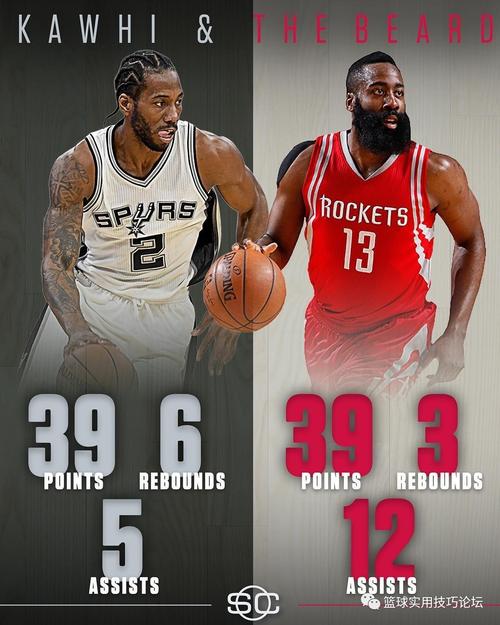 KAWHI & THE BEARD
SPURS
2
ROCKETS
13
SPALDING
39 6
POINTS REBOUNDS
5
ASSISTS
39 3
POINTS REBOUNDS
12
ASSISTS
SC
篮球实用技巧论坛